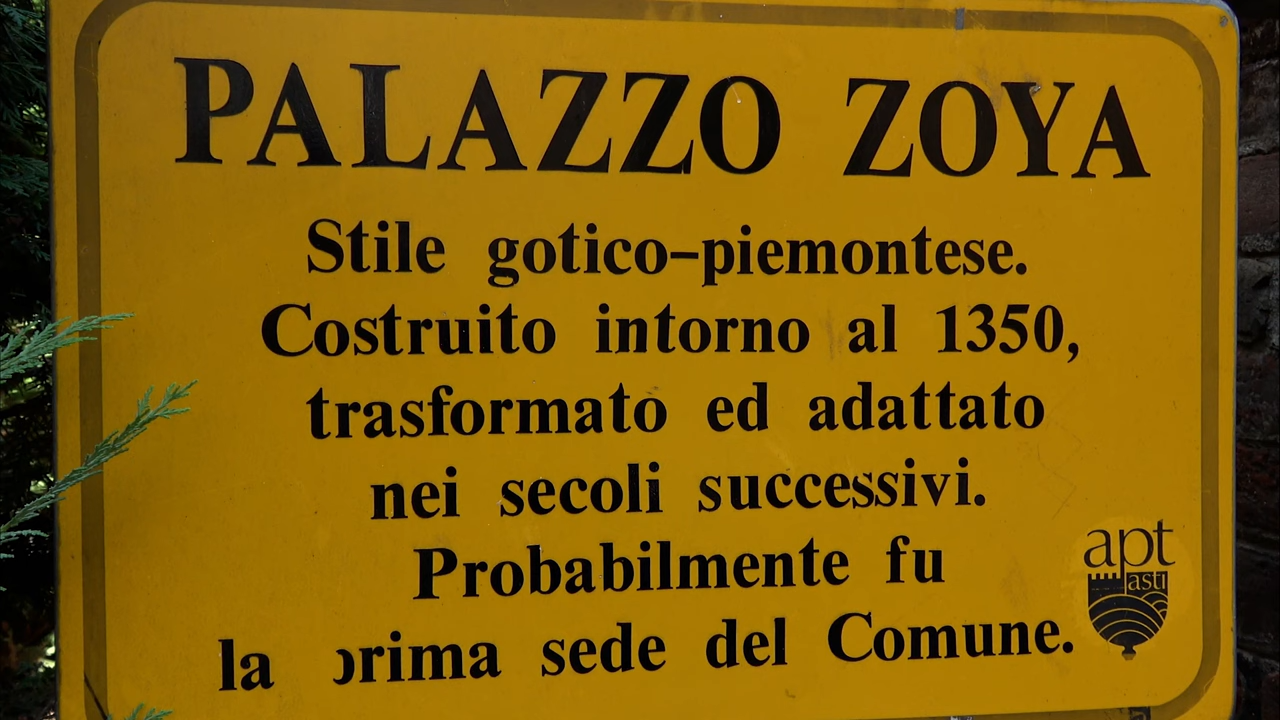 PALAZZO ZOYA
Stile gotico-piemontese.
Costruito intorno al 1350,
trasformato ed adattato
nei secoli successivi.
Probabilmente fu
la prima sede del Comune.
apt
asti